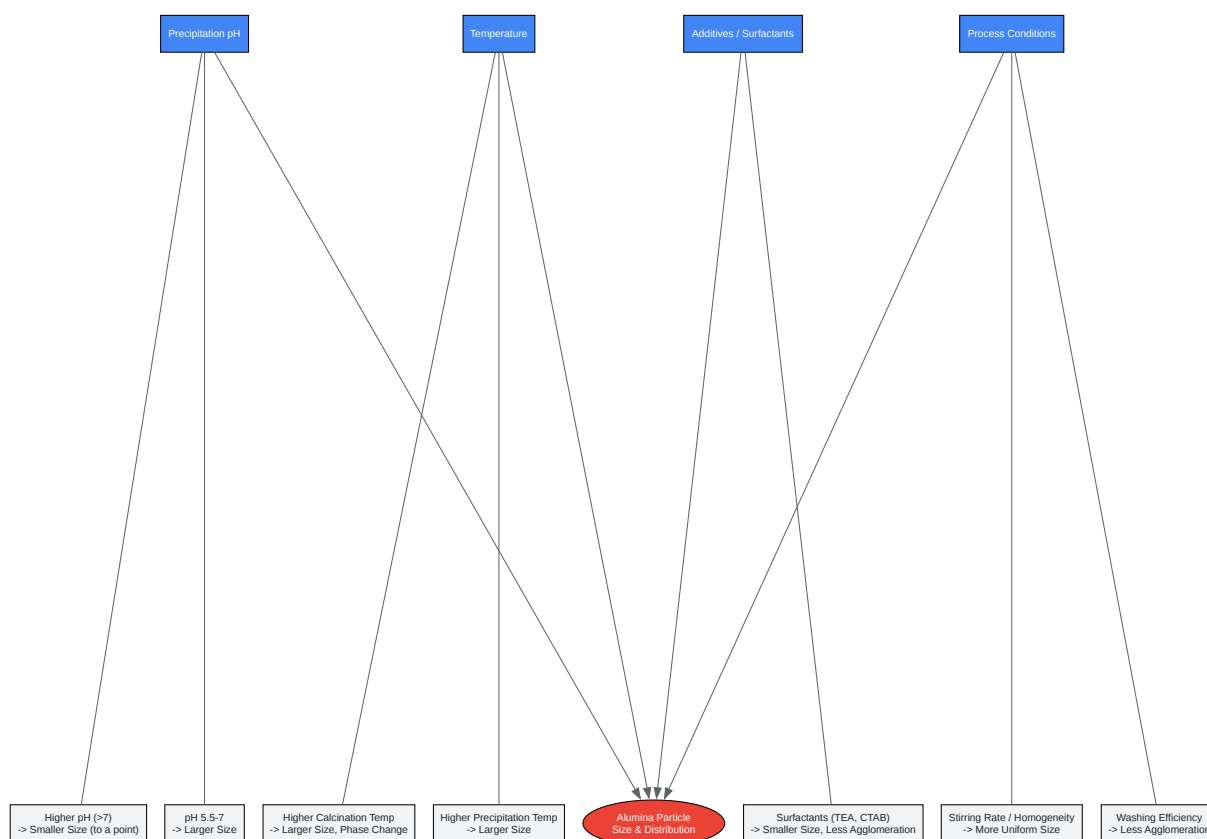 Precipitation pH
Temperature
Additives / Surfactants
Process Conditions
Higher pH (>7)
-> Smaller Size (to a point)
pH 5.5-7
-> Larger Size
Higher Calcination Temp
-> Larger Size, Phase Change
Higher Precipitation Temp
-> Larger Size
Alumina Particle
Size & Distribution
Surfactants (TEA, CTAB)
-> Smaller Size, Less Agglomeration
Stirring Rate / Homogeneity
-> More Uniform Size
Washing Efficiency
-> Less Agglomeration